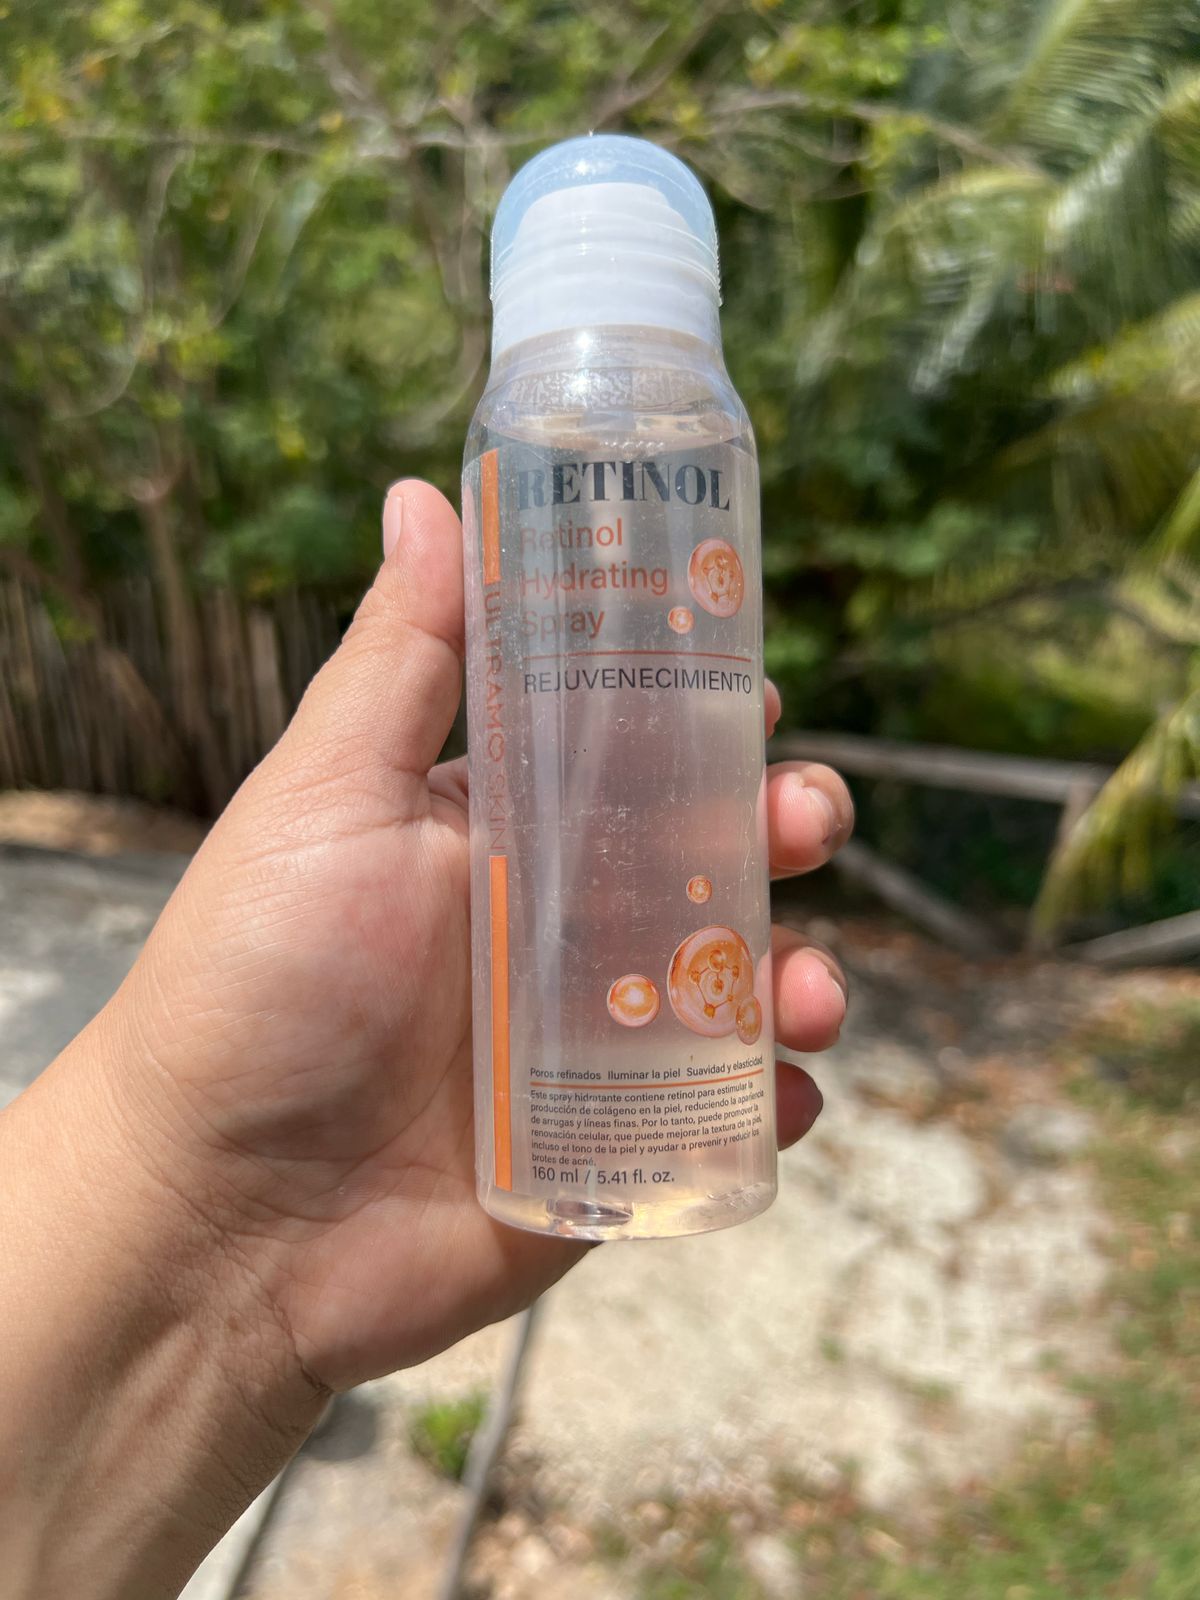 RETINOL
Retinol
Hydrating
Spray
REJUVENECIMIENTO
ULTRAMO SKIN
Poros refinados Iluminar la piel Suavidad y elasticidad
Este spray hidratante contiene retinol para estimular la
producción de colágeno en la piel, reduciendo la apariencia
de arrugas y líneas finas. Por lo tanto, puede promover la
renovación celular, que puede mejorar la textura de la piel,
incluso el tono de la piel y ayudar a prevenir y reducir los
brotes de acné.
160 ml / 5.41 fl. oz.